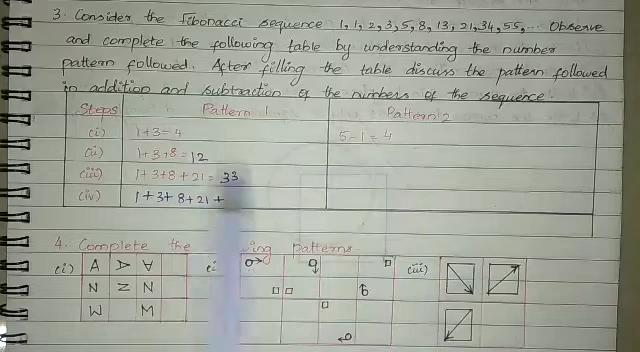 3. Consider the Fibonacci sequence 1, 1, 2, 3, 5, 8, 13, 21, 34, 55, ... Observe
and complete the following table by understanding the number
pattern followed. After filling the table discuss the pattern followed
in addition and subtraction of the numbers of the sequence.
Steps Pattern 1 Pattern 2
(i) 1+3=4 5-1=4
(ii) 1+3+8=12
(iii) 1+3+8+21=33
(iv) 1+3+8+21+
4. Complete the ing patterns
(i) A A A (iii)
N Z N
W M